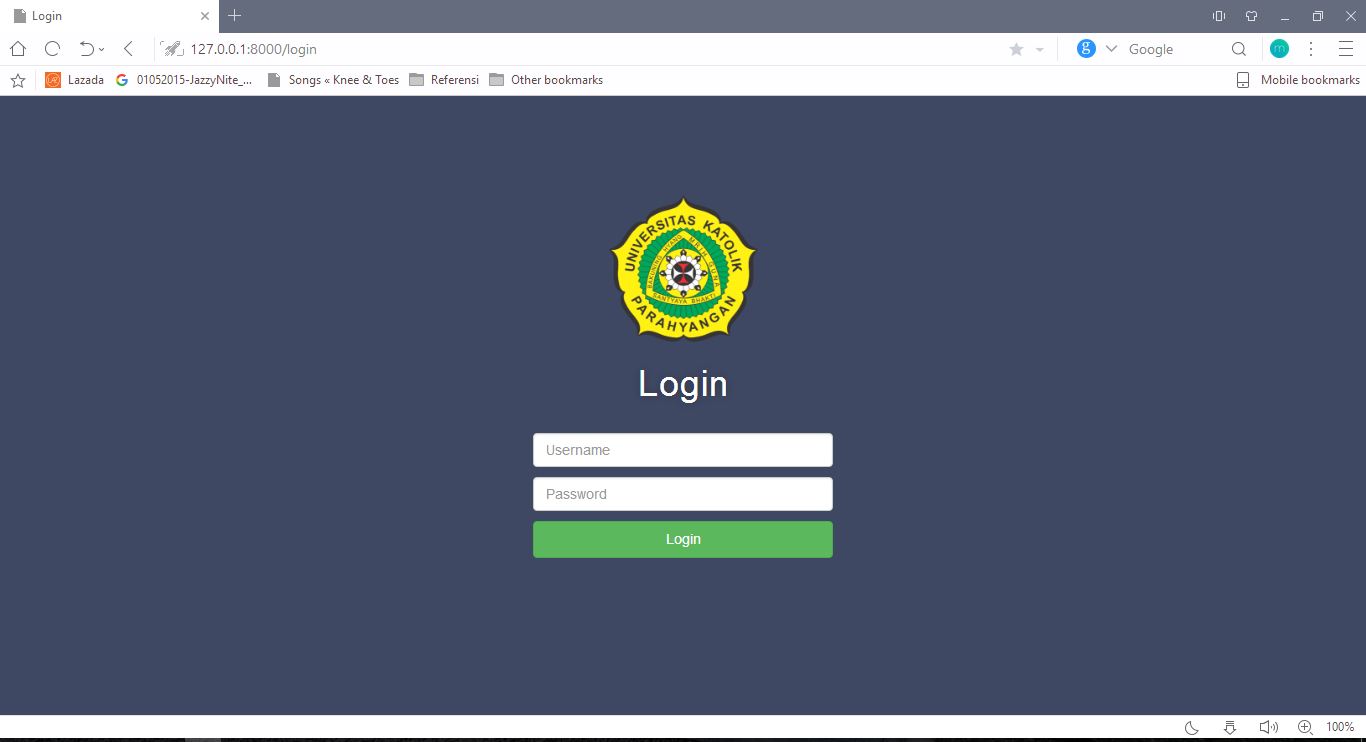 Login
127.0.0.1:8000/login
Google
m
Lazada
01052015-JazzyNite_...
Songs « Knee & Toes
Referensi
Other bookmarks
Mobile bookmarks
UNIVERSITAS KATOLIK
PARAHYANGAN
BAKUNING HYANG MRIH GUNA
SANTYAYA BHAKTI
Login
Username
Password
Login
100%